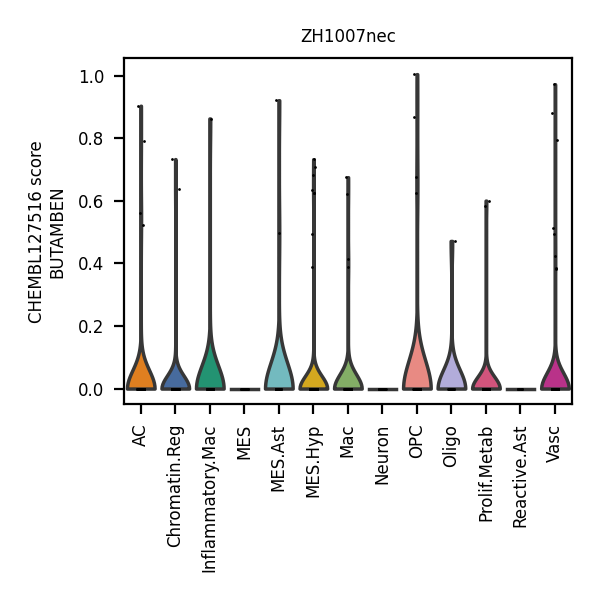 ZH1007nec
CHEMBL127516 score
BUTAMBEN
1.0
0.8
0.6
0.4
0.2
0.0
AC
Chromatin.Reg
Inflammatory.Mac
MES
MES.Ast
MES.Hyp
Mac
Neuron
OPC
Oligo
Prolif.Metab
Reactive.Ast
Vasc